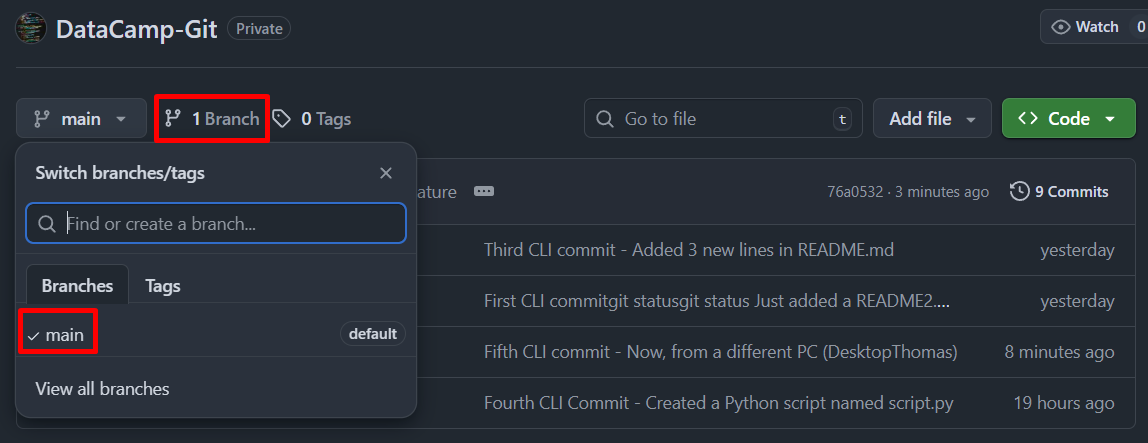 DataCamp-Git Private Watch 0
main 1 Branch 0 Tags Go to file t Add file Code
Switch branches/tags
ature 76a0532 · 3 minutes ago 9 Commits
Find or create a branch...
Third CLI commit - Added 3 new lines in README.md yesterday
Branches Tags
First CLI commitgit statusgit status Just added a README2.... yesterday
main default
Fifth CLI commit - Now, from a different PC (DesktopThomas) 8 minutes ago
View all branches
Fourth CLI Commit - Created a Python script named script.py 19 hours ago